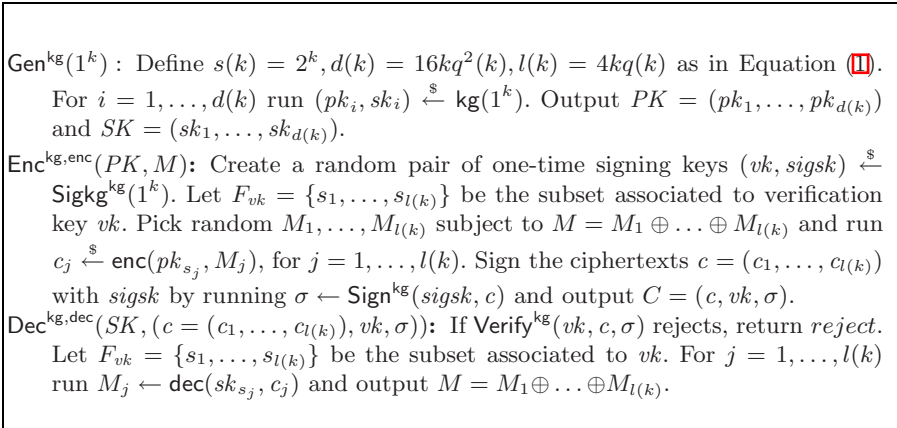 Gen^{kg}(1^k) : Define s(k) = 2^k, d(k) = 16kq^2(k), l(k) = 4kq(k) as in Equation (1).
For i = 1, . . . , d(k) run (pk_i, sk_i) $← kg(1^k). Output PK = (pk_1, . . . , pk_{d(k)})
and SK = (sk_1, . . . , sk_{d(k)}).
Enc^{kg,enc}(PK, M): Create a random pair of one-time signing keys (vk, sigsk) $←
Sigkg^{kg}(1^k). Let F_{vk} = {s_1, . . . , s_{l(k)}} be the subset associated to verification
key vk. Pick random M_1, . . . , M_{l(k)} subject to M = M_1 ⊕ . . . ⊕ M_{l(k)} and run
c_j $← enc(pk_{s_j}, M_j), for j = 1, . . . , l(k). Sign the ciphertexts c = (c_1, . . . , c_{l(k)})
with sigsk by running σ ← Sign^{kg}(sigsk, c) and output C = (c, vk, σ).
Dec^{kg,dec}(SK, (c = (c_1, . . . , c_{l(k)}), vk, σ)): If Verify^{kg}(vk, c, σ) rejects, return reject.
Let F_{vk} = {s_1, . . . , s_{l(k)}} be the subset associated to vk. For j = 1, . . . , l(k)
run M_j ← dec(sk_{s_j}, c_j) and output M = M_1⊕ . . . ⊕M_{l(k)}.